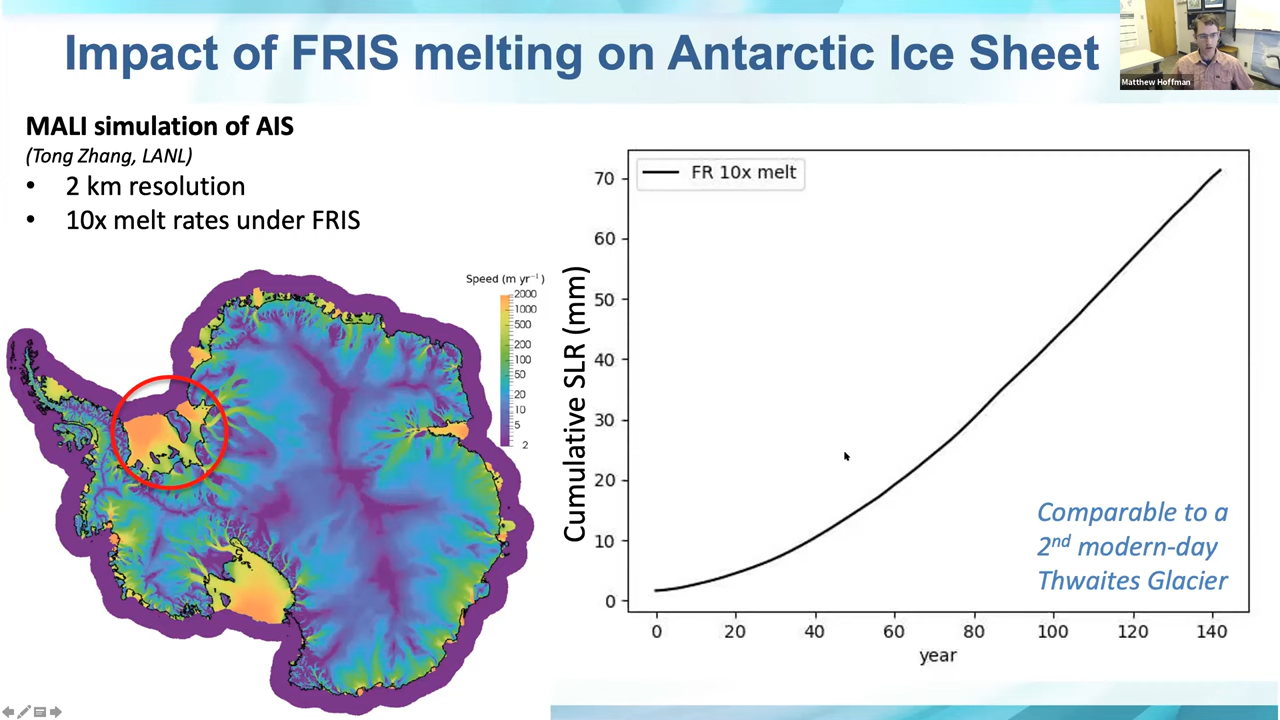 Impact of FRIS melting on Antarctic Ice Sheet
Matthew Hoffman
MALI simulation of AIS
(Tong Zhang, LANL)
• 2 km resolution
• 10x melt rates under FRIS
Speed (m yr⁻¹)
2000
1000
500
200
100
50
20
10
5
2
FR 10x melt
Cumulative SLR (mm)
70
60
50
40
30
20
10
0
0 20 40 60 80 100 120 140
year
Comparable to a
2nd modern-day
Thwaites Glacier